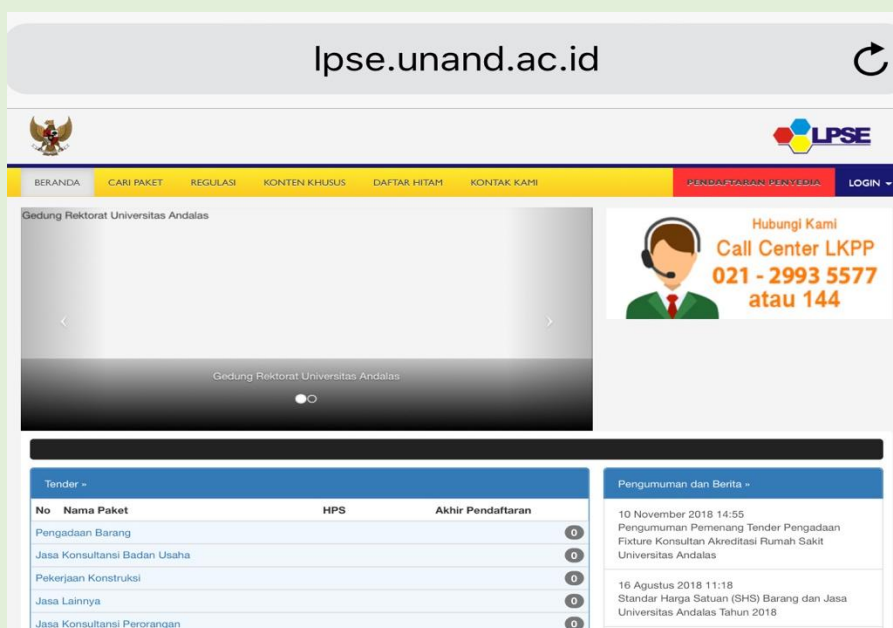 lpse.unand.ac.id
LPSE
BERANDA CARI PAKET REGULASI KONTEN KHUSUS DAFTAR HITAM KONTAK KAMI PENDAFTARAN PENYEDIA LOGIN
Gedung Rektorat Universitas Andalas
Gedung Rektorat Universitas Andalas
Hubungi Kami
Call Center LKPP
021 - 2993 5577
atau 144
Tender »
No Nama Paket HPS Akhir Pendaftaran
Pengadaan Barang 0
Jasa Konsultansi Badan Usaha 0
Pekerjaan Konstruksi 0
Jasa Lainnya 0
Jasa Konsultansi Perorangan 0
Pengumuman dan Berita »
10 November 2018 14:55
Pengumuman Pemenang Tender Pengadaan
Fixture Konsultan Akreditasi Rumah Sakit
Universitas Andalas
16 Agustus 2018 11:18
Standar Harga Satuan (SHS) Barang dan Jasa
Universitas Andalas Tahun 2018